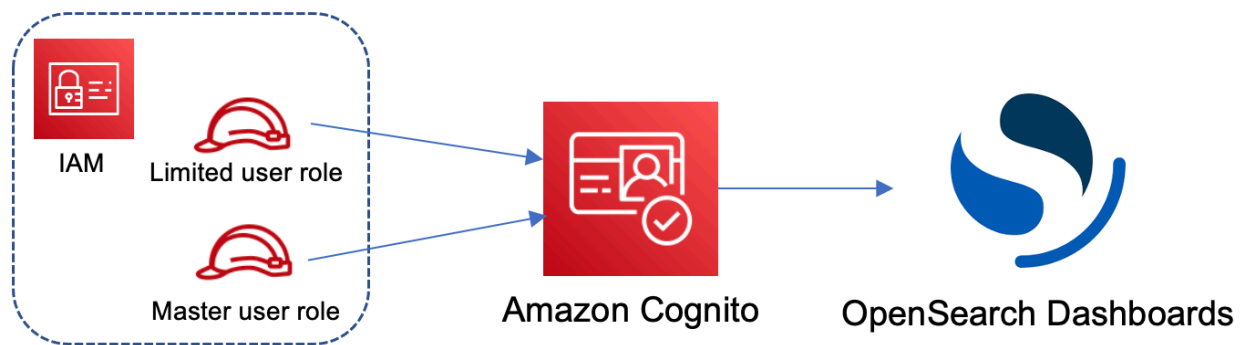 IAM
Limited user role
Master user role
Amazon Cognito
OpenSearch Dashboards